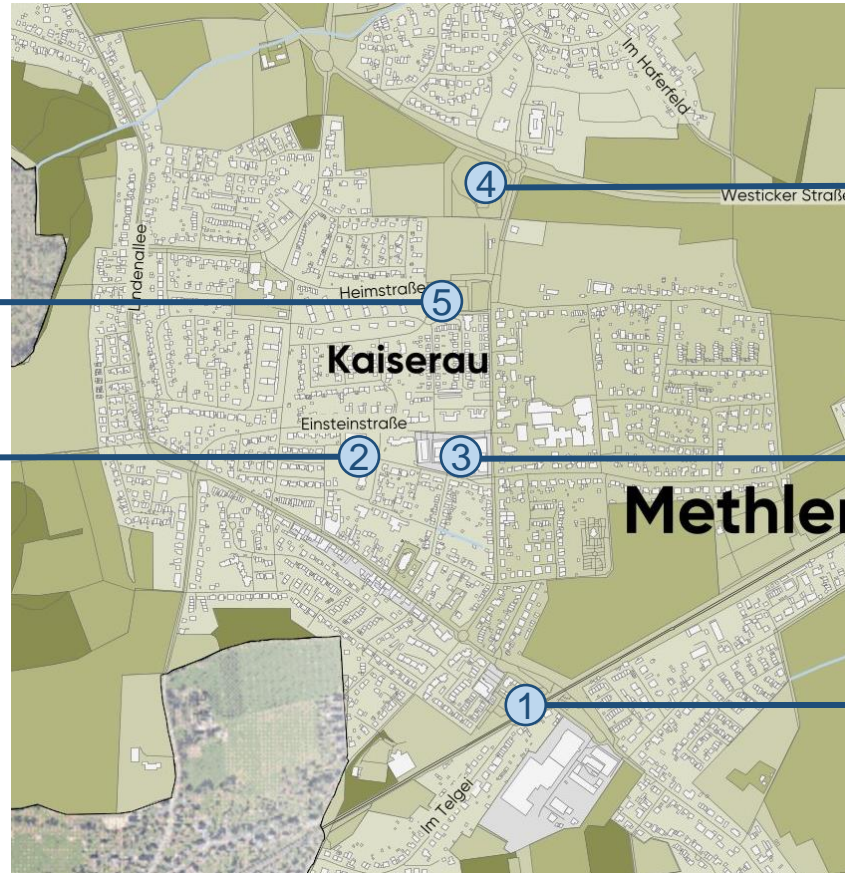 Im Haferfeld
4
Westicker Straße
Lindenallee
Heimstraße
5
Kaiserau
Einsteinstraße
2
3
Methler
1
Im Telgei